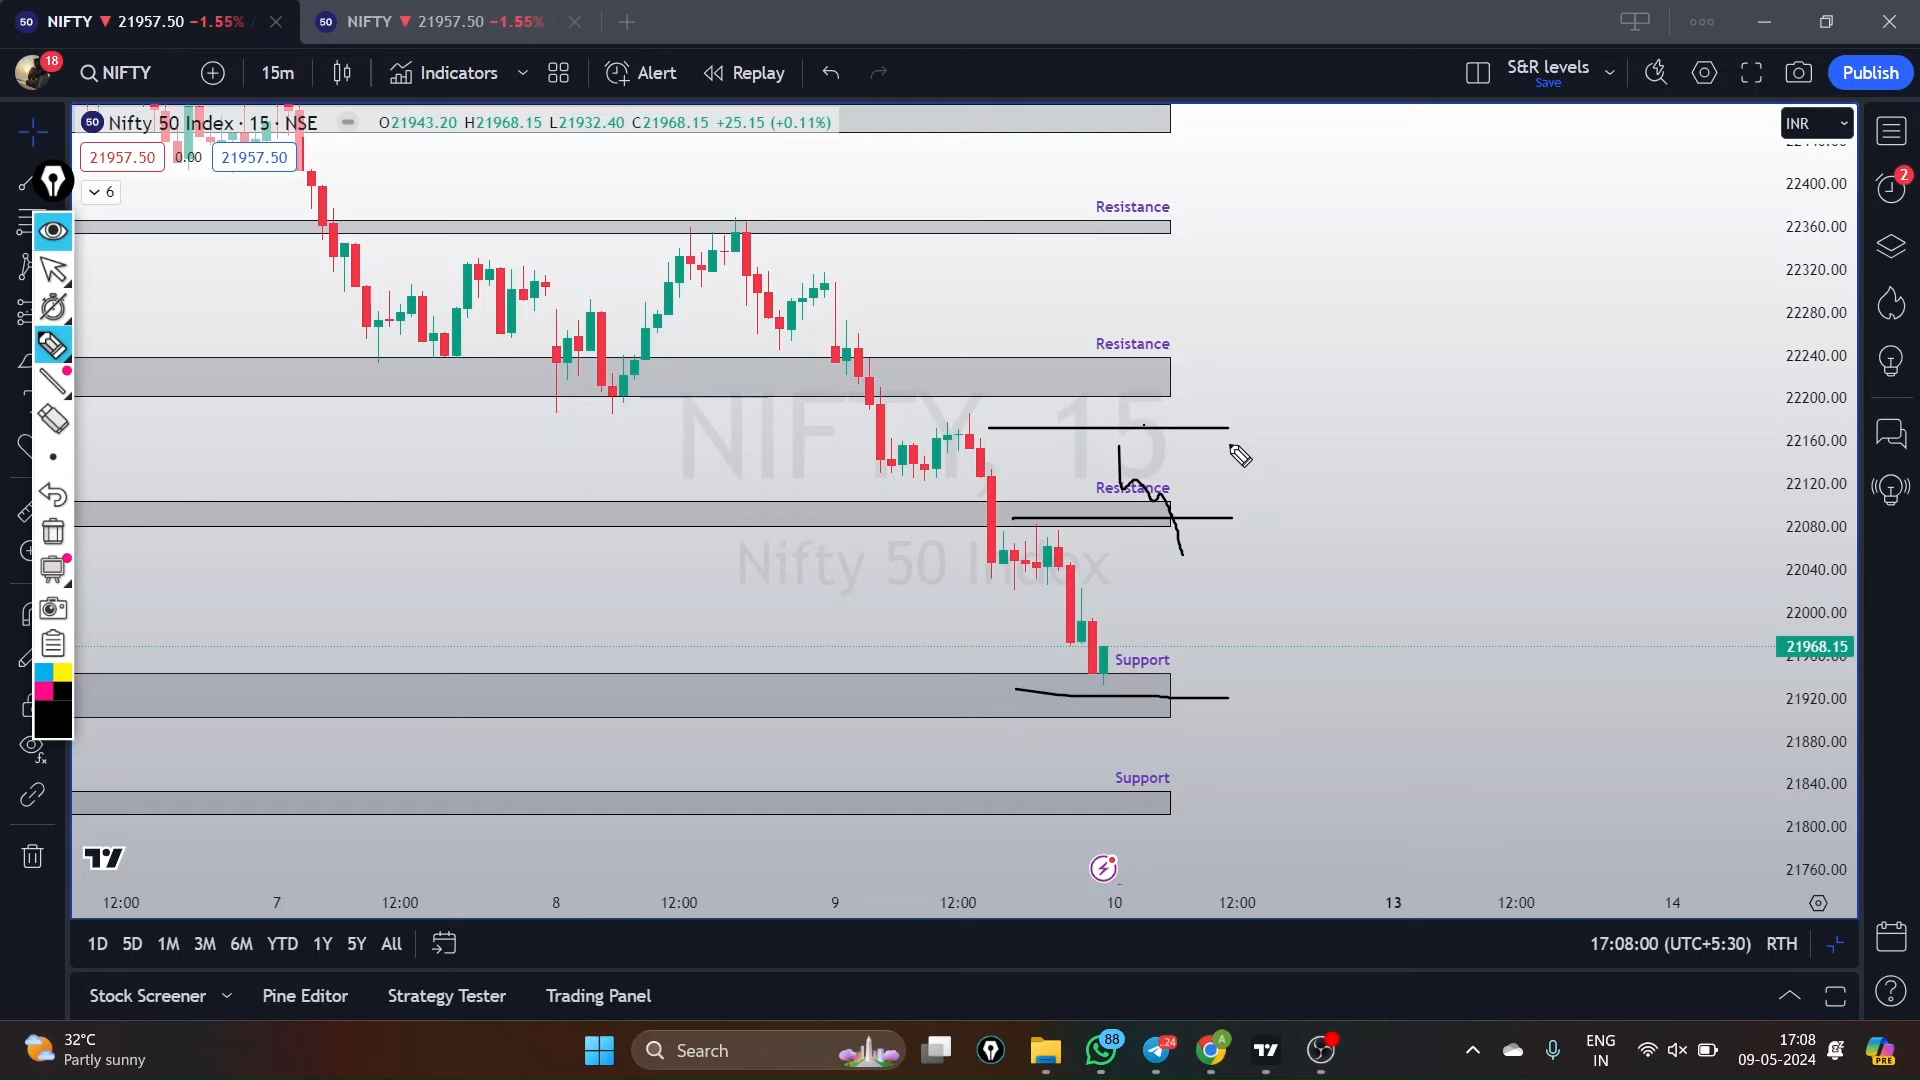 50 NIFTY ▼ 21957.50 −1.55% /
50 NIFTY ▼ 21957.50 −1.55% /
18 NIFTY 15m Indicators Alert Replay S&R levels Save Publish
50 Nifty 50 Index · 15 · NSE O21943.20 H21968.15 L21932.40 C21968.15 +25.15 (+0.11%)
INR
21957.50 0.00 21957.50
6
2
22400.00
Resistance
22360.00
22320.00
22280.00
Resistance
22240.00
22200.00
NIFTY, 15
22160.00
Resistance
22120.00
22080.00
Nifty 50 Index
22040.00
22000.00
21968.15
Support
21920.00
21880.00
Support
21840.00
21800.00
21760.00
12:00 7 12:00 8 12:00 9 12:00 10 12:00 13 12:00 14
1D 5D 1M 3M 6M YTD 1Y 5Y All 17:08:00 (UTC+5:30) RTH
Stock Screener Pine Editor Strategy Tester Trading Panel
32°C
Partly sunny
Search
88
24
A
ENG
IN
17:08
09-05-2024
PRE